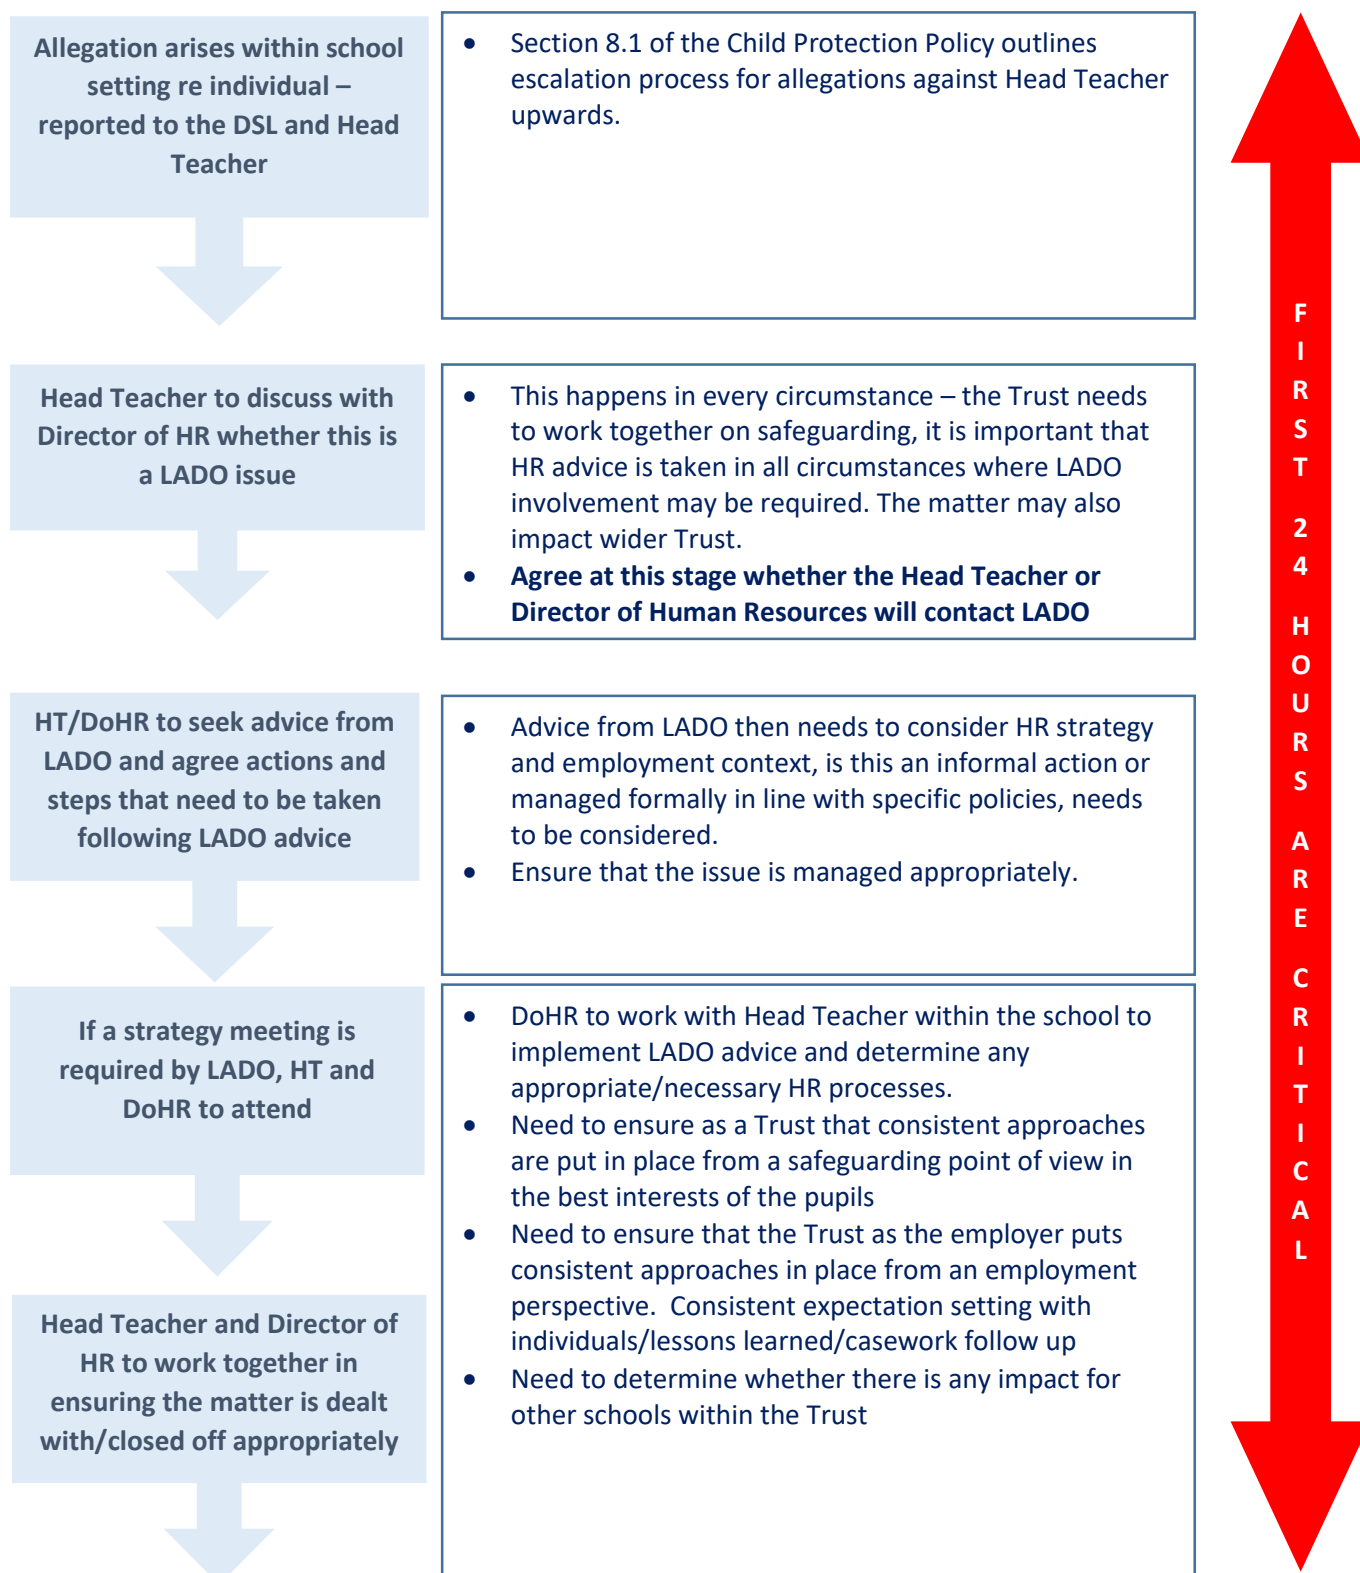 Allegation arises within school
setting re individual –
reported to the DSL and Head
Teacher
• Section 8.1 of the Child Protection Policy outlines
escalation process for allegations against Head Teacher
upwards.
Head Teacher to discuss with
Director of HR whether this is
a LADO issue
• This happens in every circumstance – the Trust needs
to work together on safeguarding, it is important that
HR advice is taken in all circumstances where LADO
involvement may be required. The matter may also
impact wider Trust.
• Agree at this stage whether the Head Teacher or
Director of Human Resources will contact LADO
HT/DoHR to seek advice from
LADO and agree actions and
steps that need to be taken
following LADO advice
• Advice from LADO then needs to consider HR strategy
and employment context, is this an informal action or
managed formally in line with specific policies, needs
to be considered.
• Ensure that the issue is managed appropriately.
If a strategy meeting is
required by LADO, HT and
DoHR to attend
Head Teacher and Director of
HR to work together in
ensuring the matter is dealt
with/closed off appropriately
• DoHR to work with Head Teacher within the school to
implement LADO advice and determine any
appropriate/necessary HR processes.
• Need to ensure as a Trust that consistent approaches
are put in place from a safeguarding point of view in
the best interests of the pupils
• Need to ensure that the Trust as the employer puts
consistent approaches in place from an employment
perspective.  Consistent expectation setting with
individuals/lessons learned/casework follow up
• Need to determine whether there is any impact for
other schools within the Trust
FIRST 24 HOURS ARE CRITICAL